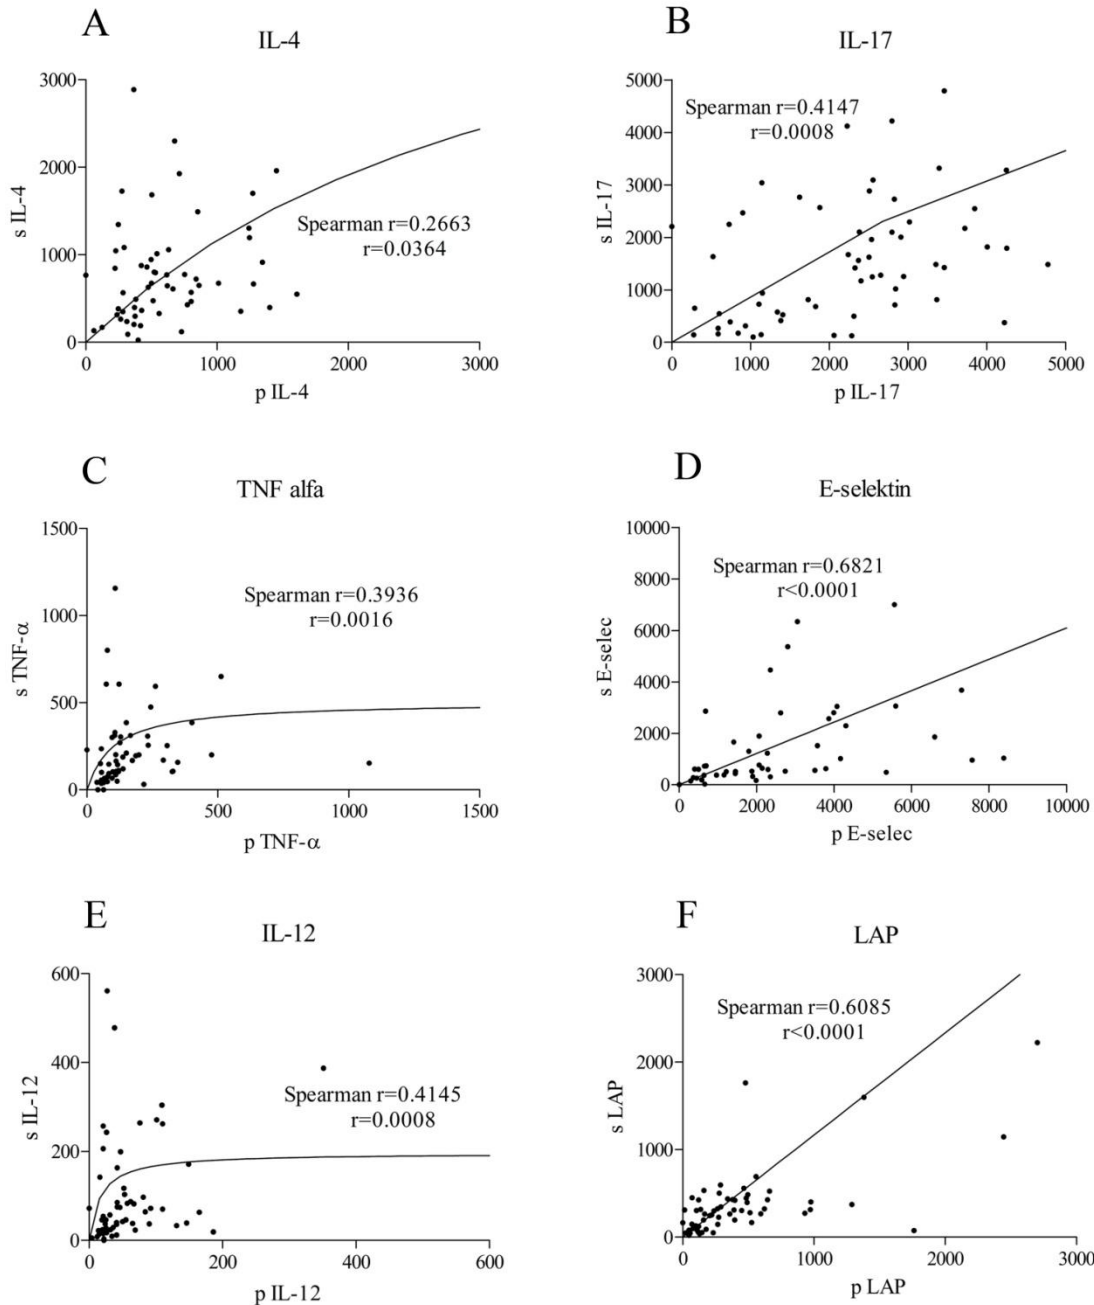 A
IL-4
3000
2000
1000
0
s IL-4
Spearman r=0.2663
r=0.0364
0 1000 2000 3000
p IL-4
B
IL-17
5000
4000
3000
2000
1000
0
s IL-17
Spearman r=0.4147
r=0.0008
0 1000 2000 3000 4000 5000
p IL-17
C
TNF alfa
1500
1000
500
0
s TNF-α
Spearman r=0.3936
r=0.0016
0 500 1000 1500
p TNF-α
D
E-selektin
10000
8000
6000
4000
2000
0
s E-selec
Spearman r=0.6821
r<0.0001
0 2000 4000 6000 8000 10000
p E-selec
E
IL-12
600
400
200
0
s IL-12
Spearman r=0.4145
r=0.0008
0 200 400 600
p IL-12
F
LAP
3000
2000
1000
0
s LAP
Spearman r=0.6085
r<0.0001
0 1000 2000 3000
p LAP